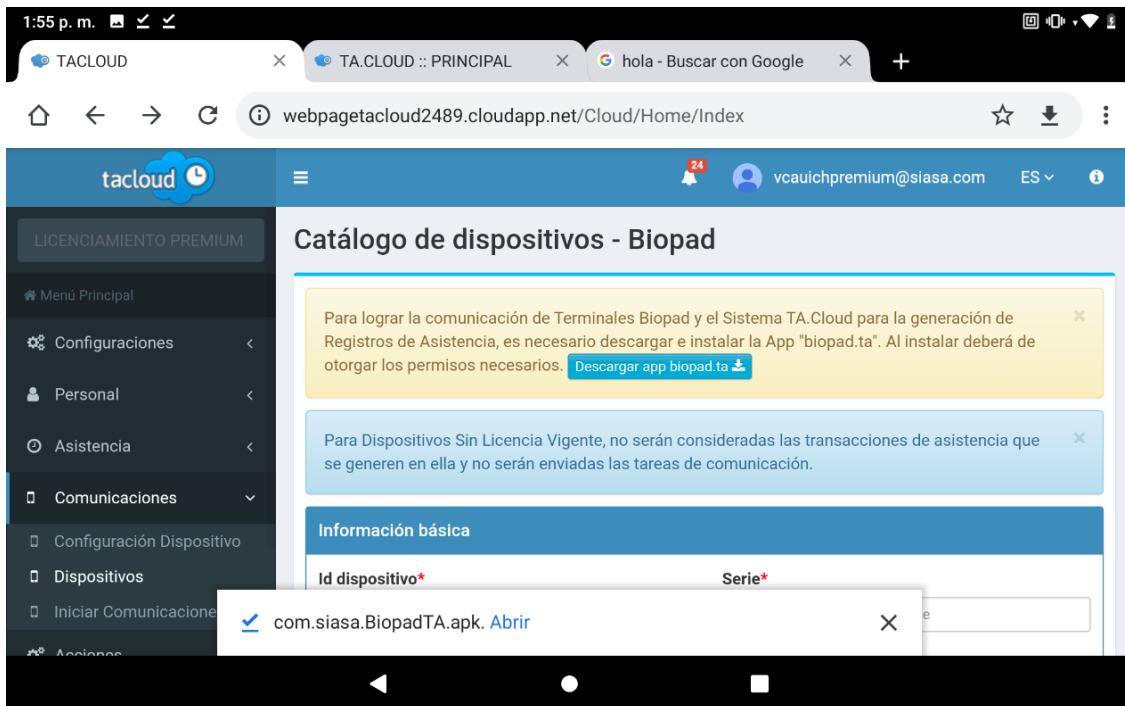 1:55 p. m.
TACLOUD
TA.CLOUD :: PRINCIPAL
hola - Buscar con Google
webpagetacloud2489.cloudapp.net/Cloud/Home/Index
tacloud
24
vcauichpremium@siasa.com
ES
LICENCIAMIENTO PREMIUM
Menú Principal
Configuraciones
Personal
Asistencia
Comunicaciones
Configuración Dispositivo
Dispositivos
Iniciar Comunicacione
Acciones
Catálogo de dispositivos - Biopad
Para lograr la comunicación de Terminales Biopad y el Sistema TA.Cloud para la generación de
Registros de Asistencia, es necesario descargar e instalar la App "biopad.ta". Al instalar deberá de
otorgar los permisos necesarios. Descargar app biopad.ta
Para Dispositivos Sin Licencia Vigente, no serán consideradas las transacciones de asistencia que
se generen en ella y no serán enviadas las tareas de comunicación.
Información básica
Id dispositivo*
Serie*
com.siasa.BiopadTA.apk. Abrir